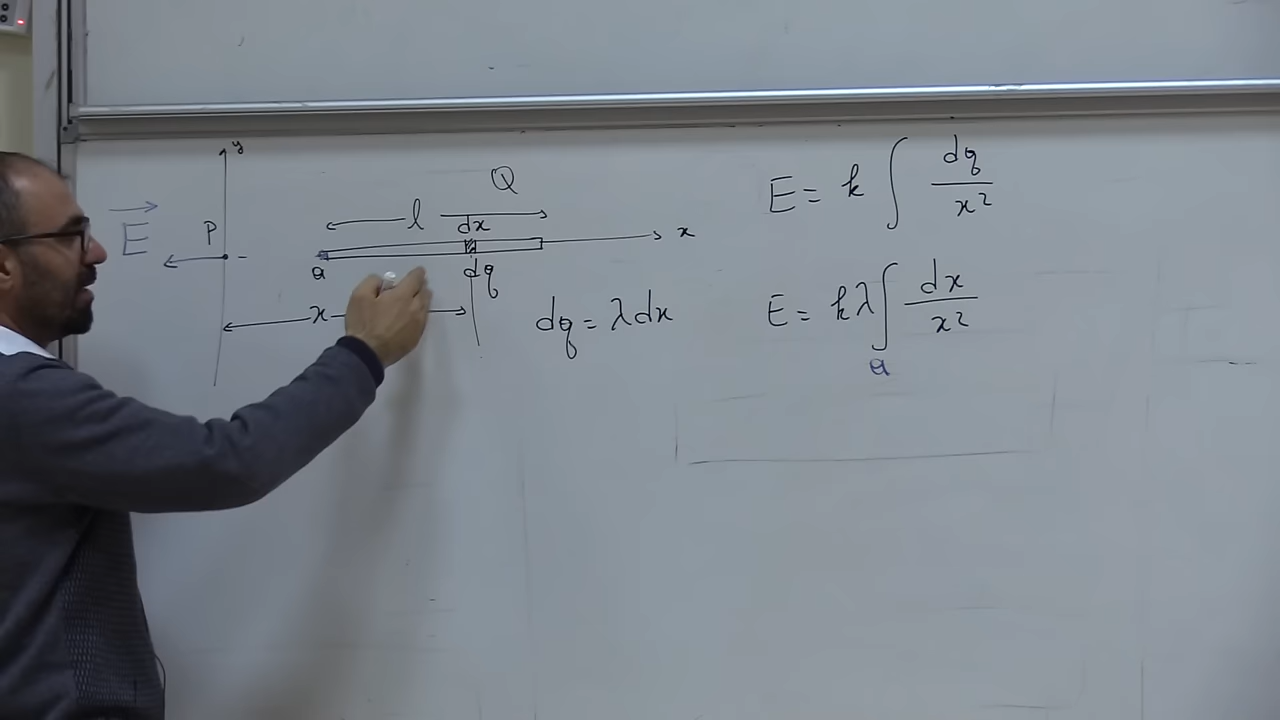 y
Q
E = k ∫ dq / x²
P
l
dx
x
E⃗
a
dq
E = kλ ∫ₐ dx / x²
x
dq = λdx